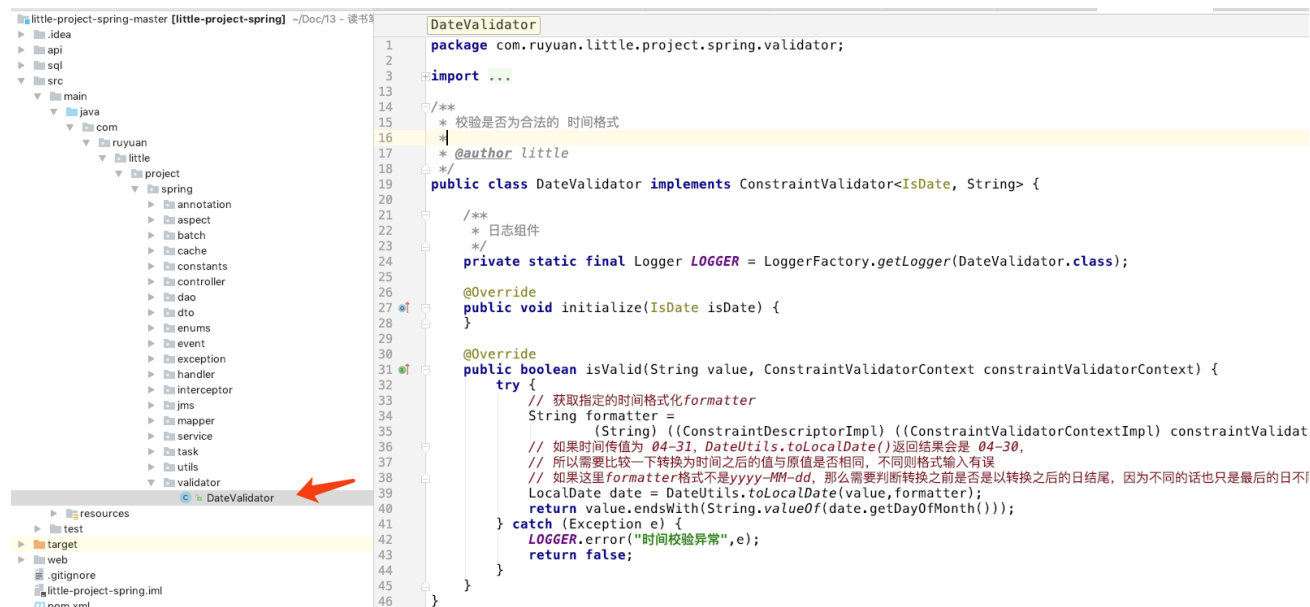 little-project-spring-master [little-project-spring] ~/Doc/13 - 读书笔
.idea
api
sql
src
main
java
com
ruyuan
little
project
spring
annotation
aspect
batch
cache
constants
controller
dao
dto
enums
event
exception
handler
interceptor
jms
mapper
service
task
utils
validator
DateValidator
resources
test
target
web
.gitignore
little-project-spring.iml
pom.xml
DateValidator
1 package com.ruyuan.little.project.spring.validator;
2
3 import ...
13
14 /**
15 * 校验是否为合法的 时间格式
16 *
17 * @author little
18 */
19 public class DateValidator implements ConstraintValidator<IsDate, String> {
20
21 /**
22 * 日志组件
23 */
24 private static final Logger LOGGER = LoggerFactory.getLogger(DateValidator.class);
25
26 @Override
27 public void initialize(IsDate isDate) {
28 }
29
30 @Override
31 public boolean isValid(String value, ConstraintValidatorContext constraintValidatorContext) {
32 try {
33 // 获取指定的时间格式化formatter
34 String formatter =
35 (String) ((ConstraintDescriptorImpl) ((ConstraintValidatorContextImpl) constraintValidat
36 // 如果时间传值为 04-31, DateUtils.toLocalDate()返回结果会是 04-30,
37 // 所以需要比较一下转换为时间之后的值与原值是否相同，不同则格式输入有误
38 // 如果这里formatter格式不是yyyy-MM-dd，那么需要判断转换之前是否是以转换之后的日结尾，因为不同的话也只是最后的日不同
39 LocalDate date = DateUtils.toLocalDate(value,formatter);
40 return value.endsWith(String.valueOf(date.getDayOfMonth()));
41 } catch (Exception e) {
42 LOGGER.error("时间校验异常",e);
43 return false;
44 }
45 }
46 }